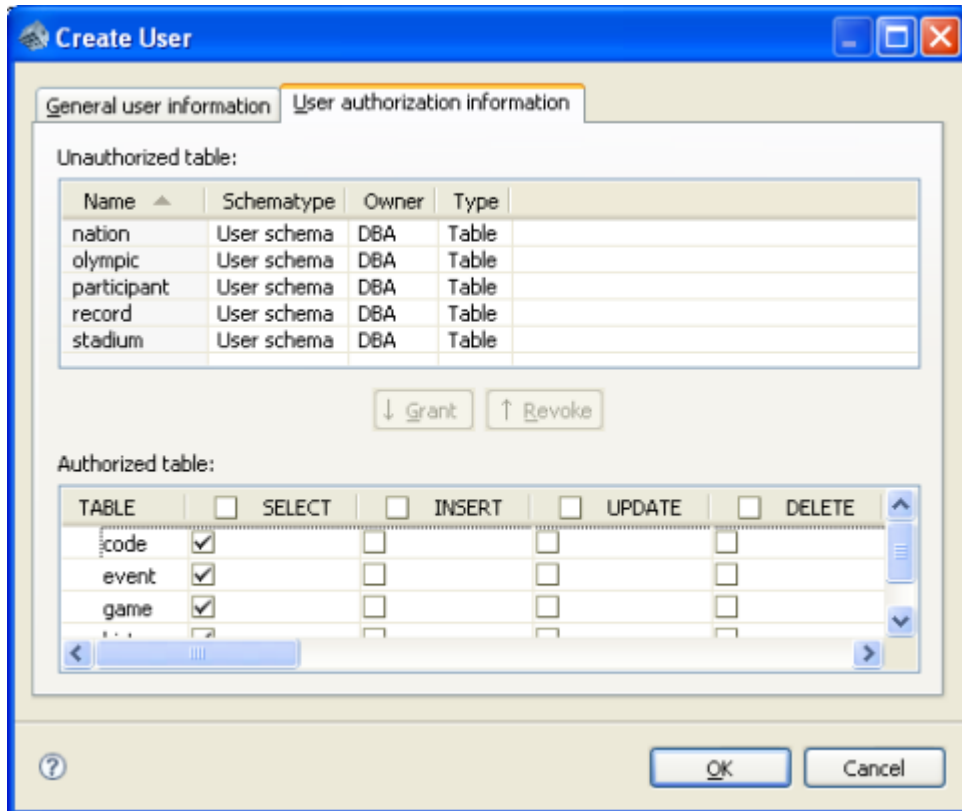 Create User
General user information User authorization information
Unauthorized table:
Name Schematype Owner Type
nation User schema DBA Table
olympic User schema DBA Table
participant User schema DBA Table
record User schema DBA Table
stadium User schema DBA Table
↓ Grant ↑ Revoke
Authorized table:
TABLE SELECT INSERT UPDATE DELETE
code
event
game
? OK Cancel